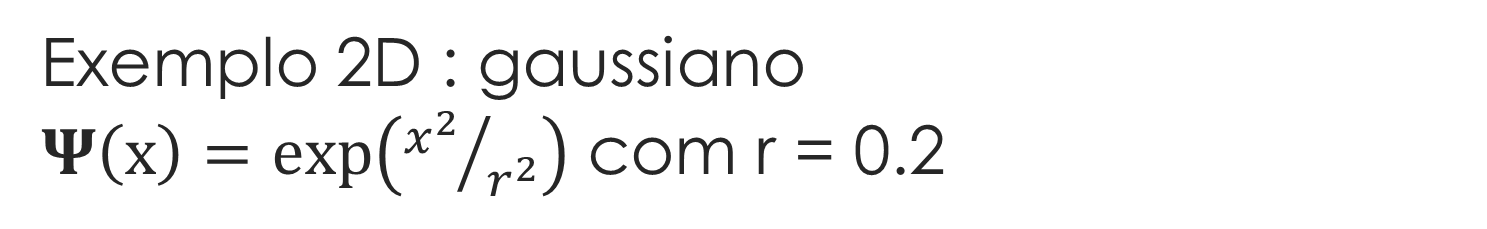 Exemplo 2D : gaussiano
𝚿(x) = exp(x²/r²) com r = 0.2